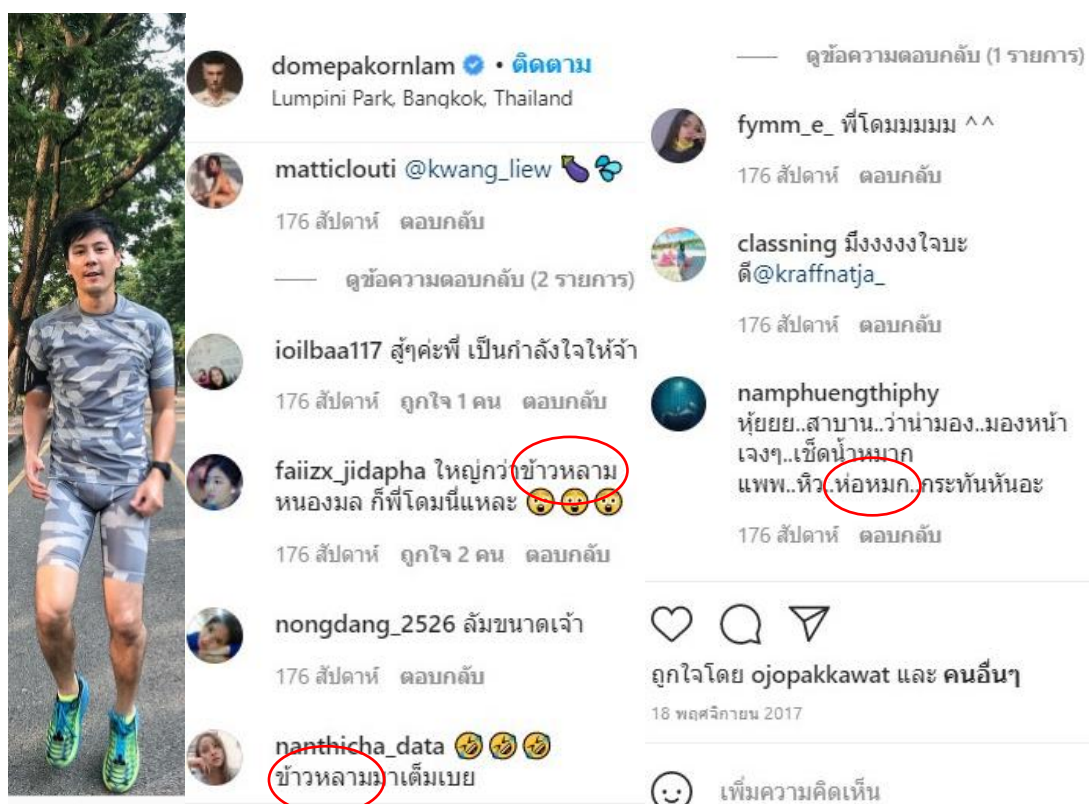 domepakornlam • ติดตาม
Lumpini Park, Bangkok, Thailand
matticlouti @kwang_liew 🍆💦
176 สัปดาห์ ตอบกลับ
ดูข้อความตอบกลับ (2 รายการ)
ioilbaa117 สู้ๆค่ะพี่ เป็นกำลังใจให้จ้า
176 สัปดาห์ ถูกใจ 1 คน ตอบกลับ
faiizx_jidapha ใหญ่กว่าข้าวหลาม
หนองมล ก็พี่โดมนี่แหละ 😮😮😮
176 สัปดาห์ ถูกใจ 2 คน ตอบกลับ
nongdang_2526 ลัมขนาดเจ้า
176 สัปดาห์ ตอบกลับ
nanthicha_data 🤣🤣🤣
ข้าวหลามมาเต็มเบย
ดูข้อความตอบกลับ (1 รายการ)
fymm_e_ พี่โดมมมมม ^^
176 สัปดาห์ ตอบกลับ
classning มึงงงงงใจบะ
ดี@kraffnatja_
176 สัปดาห์ ตอบกลับ
namphuengthiphy
หุ้ยยย..สาบาน..ว่าน่ามอง..มองหน้า
เจงๆ..เช็ดน้ำหมาก
แพพ..หิว..ห่อหมก..กระทันหันอะ
176 สัปดาห์ ตอบกลับ
ถูกใจโดย ojopakkawat และ คนอื่นๆ
18 พฤศจิกายน 2017
เพิ่มความคิดเห็น